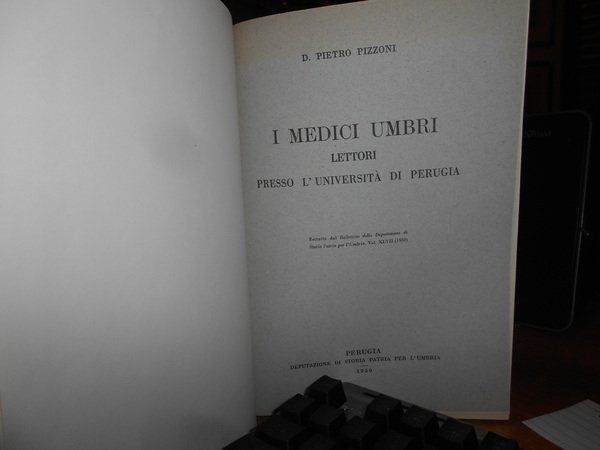 D. PIETRO PIZZONI
I MEDICI UMBRI
LETTORI
PRESSO L'UNIVERSITÀ DI PERUGIA
Estratto dal Bollettino della Deputazione di
Storia Patria per l'Umbria, Vol. XLVII (1950)
PERUGIA
DEPUTAZIONE DI STORIA PATRIA PER L'UMBRIA
1950